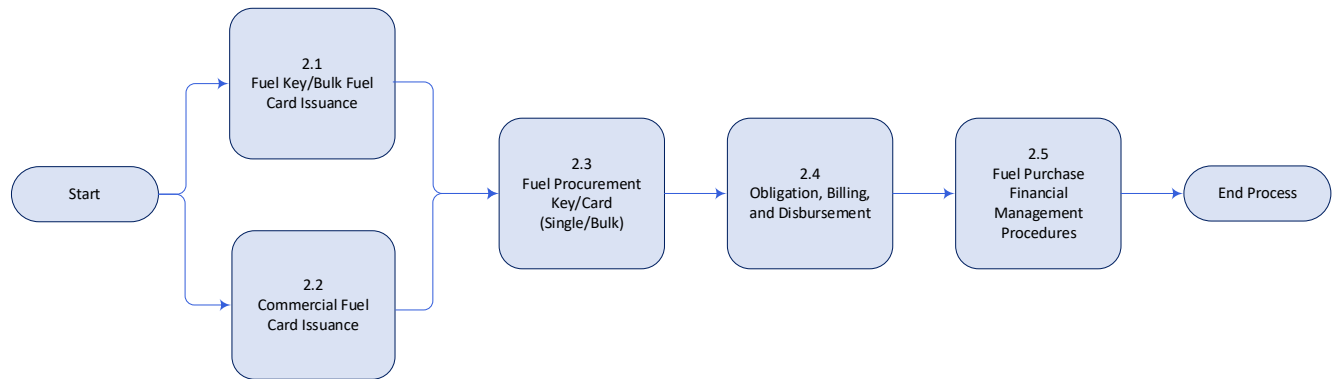 Start
2.1
Fuel Key/Bulk Fuel
Card Issuance
2.2
Commercial Fuel
Card Issuance
2.3
Fuel Procurement
Key/Card
(Single/Bulk)
2.4
Obligation, Billing,
and Disbursement
2.5
Fuel Purchase
Financial
Management
Procedures
End Process